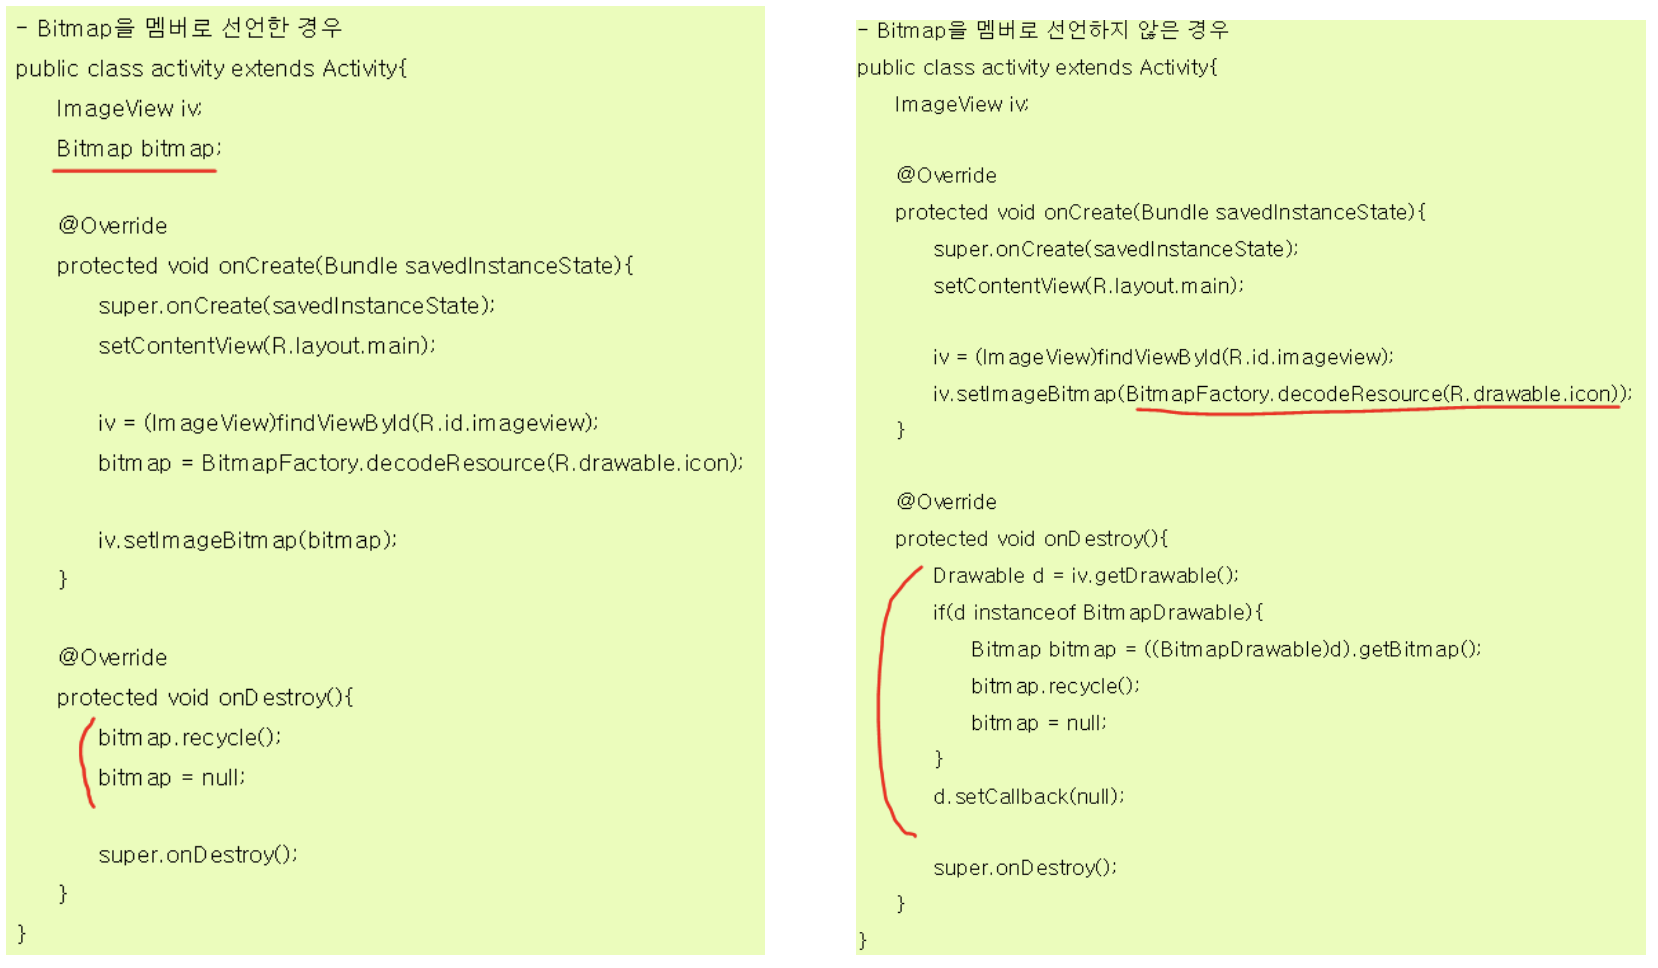 - Bitmap을 멤버로 선언한 경우
public class activity extends Activity{
ImageView iv;
Bitmap bitmap;
@Override
protected void onCreate(Bundle savedInstanceState){
super.onCreate(savedInstanceState);
setContentView(R.layout.main);
iv = (ImageView)findViewById(R.id.imageview);
bitmap = BitmapFactory.decodeResource(R.drawable.icon);
iv.setImageBitmap(bitmap);
}
@Override
protected void onDestroy(){
bitmap.recycle();
bitmap = null;
super.onDestroy();
}
}
- Bitmap을 멤버로 선언하지 않은 경우
public class activity extends Activity{
ImageView iv;
@Override
protected void onCreate(Bundle savedInstanceState){
super.onCreate(savedInstanceState);
setContentView(R.layout.main);
iv = (ImageView)findViewById(R.id.imageview);
iv.setImageBitmap(BitmapFactory.decodeResource(R.drawable.icon));
}
@Override
protected void onDestroy(){
Drawable d = iv.getDrawable();
if(d instanceof BitmapDrawable){
Bitmap bitmap = ((BitmapDrawable)d).getBitmap();
bitmap.recycle();
bitmap = null;
}
d.setCallback(null);
super.onDestroy();
}
}